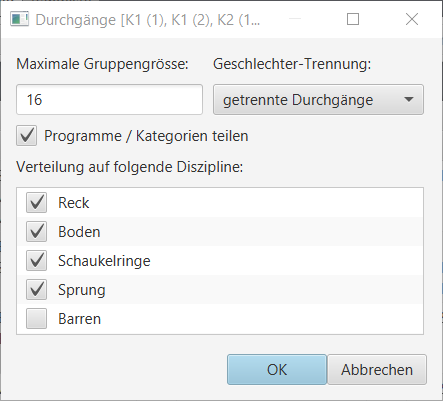 Durchgänge [K1 (1), K1 (2), K2 (1...
Maximale Gruppengrösse: Geschlechter-Trennung:
16 getrennte Durchgänge
Programme / Kategorien teilen
Verteilung auf folgende Diszipline:
Reck
Boden
Schaukelringe
Sprung
Barren
OK Abbrechen